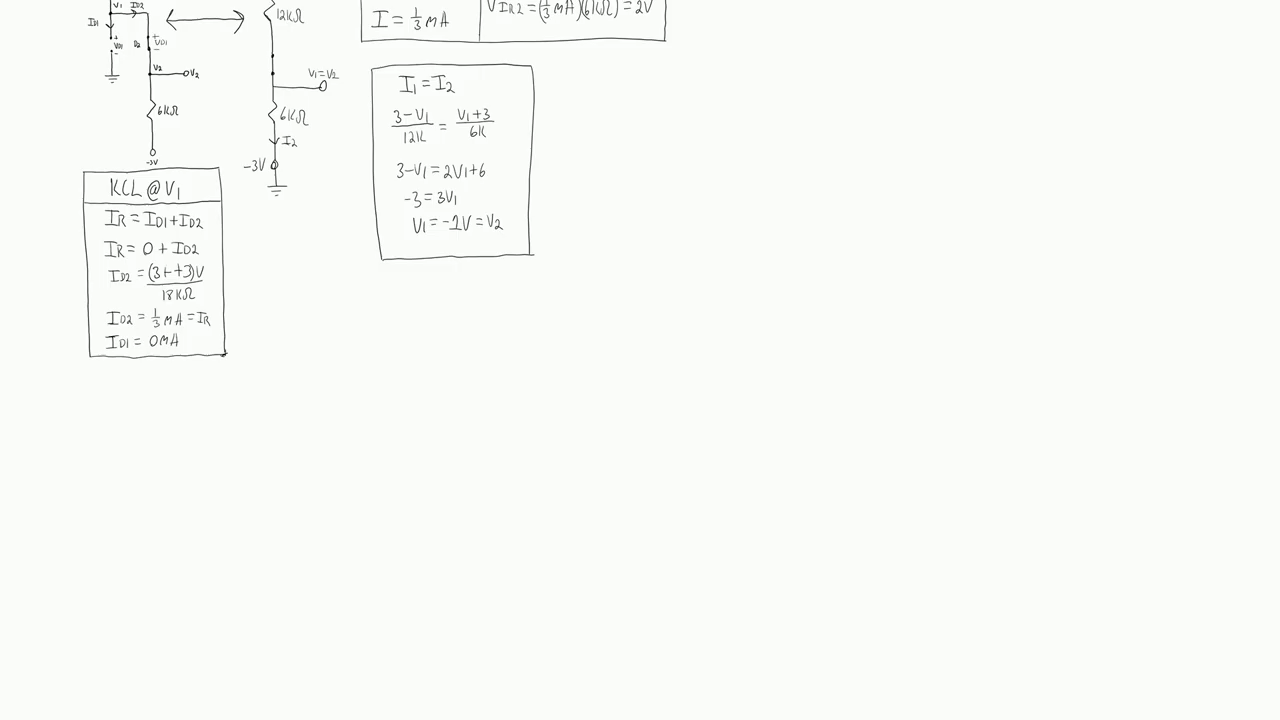 V1 ID2
ID1
+
VD1
-
D2
+
VD1
-
V2
V2
6KΩ
-3V
12KΩ
V1=V2
6KΩ
I2
-3V
I = 1/3 mA
VIR2 = (1/3 mA)(6KΩ) = 2V
I1 = I2
3-V1/12K = V1+3/6K
3-V1 = 2V1+6
-3 = 3V1
V1 = -1V = V2
KCL @ V1
IR = ID1 + ID2
IR = 0 + ID2
ID2 = (3++3)V/18KΩ
ID2 = 1/3 mA = IR
ID1 = 0mA